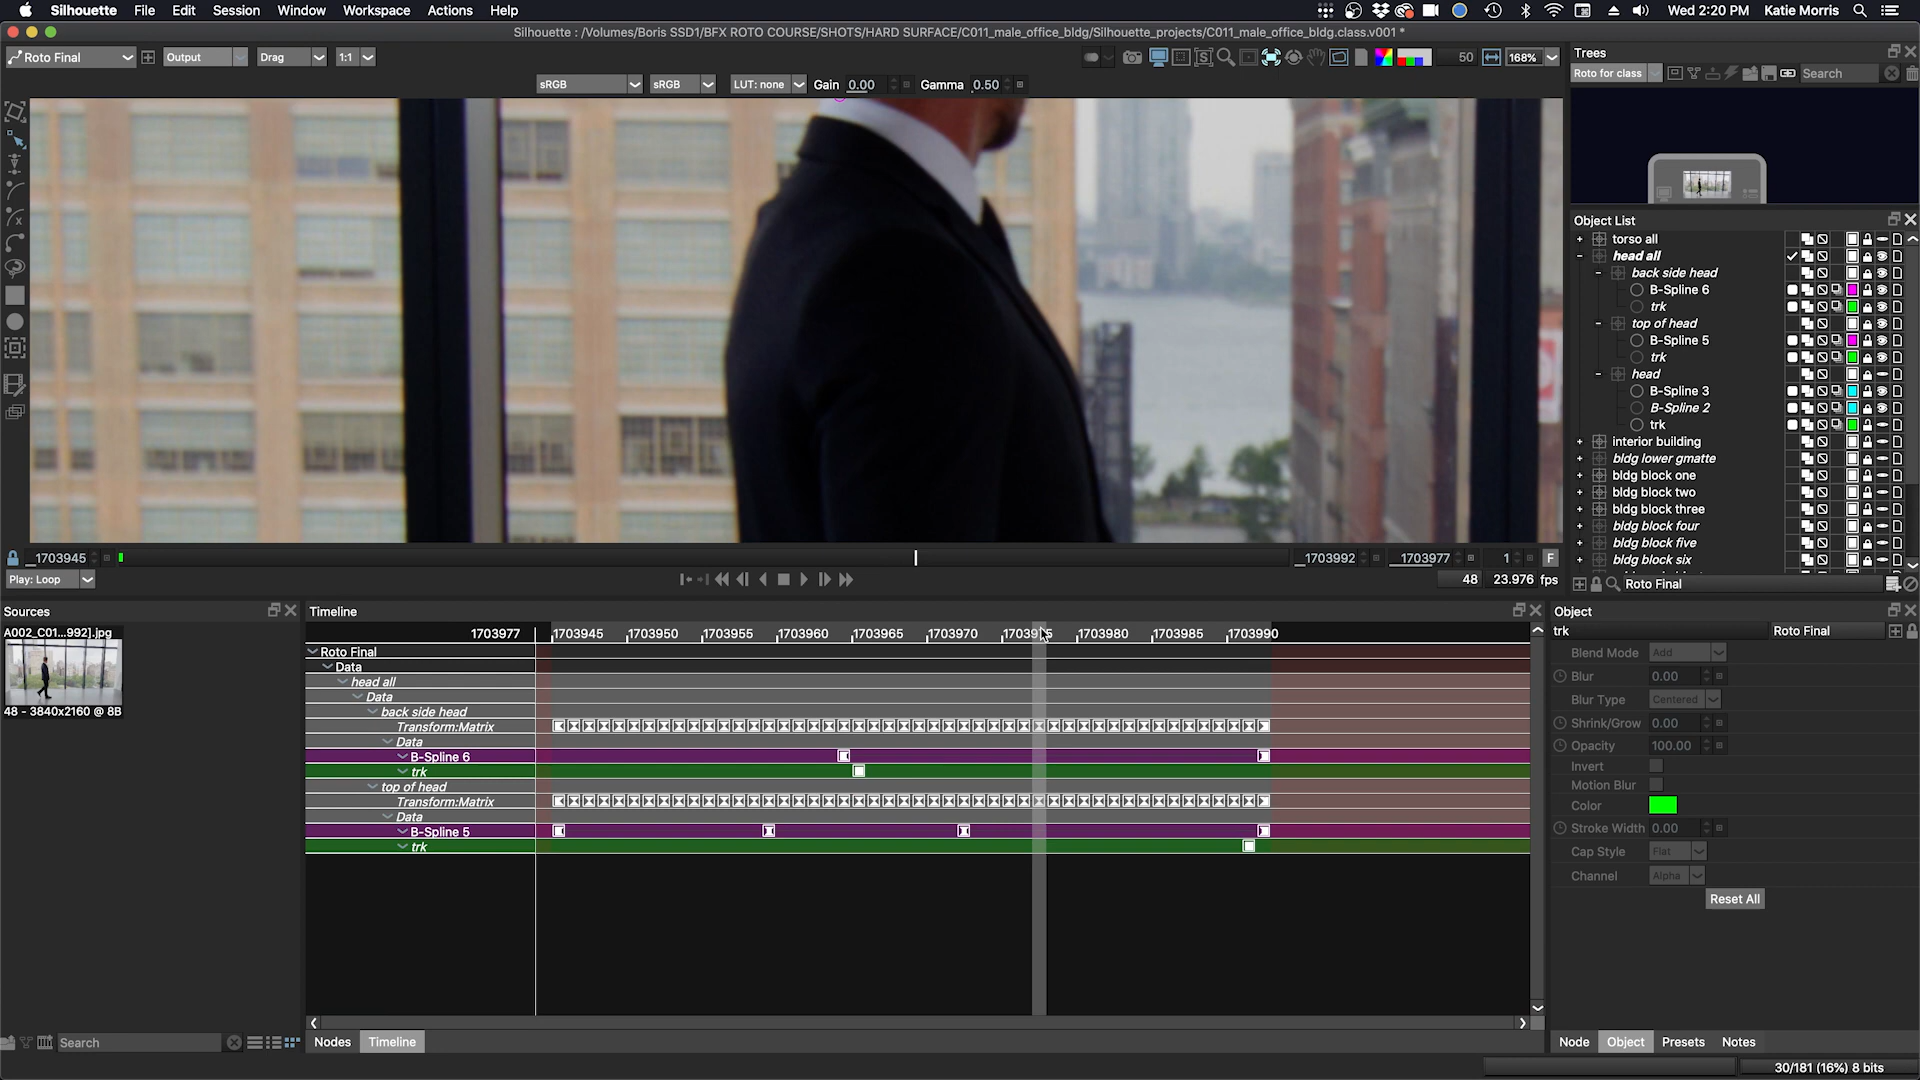 Silhouette File Edit Session Window Workspace Actions Help Wed 2:20 PM Katie Morris
Silhouette : /Volumes/Boris SSD1/BFX ROTO COURSE/SHOTS/HARD SURFACE/C011_male_office_bldg/Silhouette_projects/C011_male_office_bldg.class.v001 *
Roto Final Output Drag 1:1 50 168%
sRGB sRGB LUT: none Gain 0.00 Gamma 0.50
Trees
Roto for class Search
Object List
torso all
head all
back side head
B-Spline 6
trk
top of head
B-Spline 5
trk
head
B-Spline 3
B-Spline 2
trk
interior building
bldg lower gmatte
bldg block one
bldg block two
bldg block three
bldg block four
bldg block five
bldg block six
Roto Final
1703945 1703992 1703977 1 F
Play: Loop 48 23.976 fps
Sources
A002_C01...992].jpg
48 - 3840x2160 @ 8B
Search
Timeline
1703977 1703945 1703950 1703955 1703960 1703965 1703970 1703975 1703980 1703985 1703990
Roto Final
Data
head all
Data
back side head
Transform:Matrix
Data
B-Spline 6
trk
top of head
Transform:Matrix
Data
B-Spline 5
trk
Nodes Timeline
Object
trk Roto Final
Blend Mode Add
Blur 0.00
Blur Type Centered
Shrink/Grow 0.00
Opacity 100.00
Invert
Motion Blur
Color
Stroke Width 0.00
Cap Style Flat
Channel Alpha
Reset All
Node Object Presets Notes
30/181 (16%) 8 bits